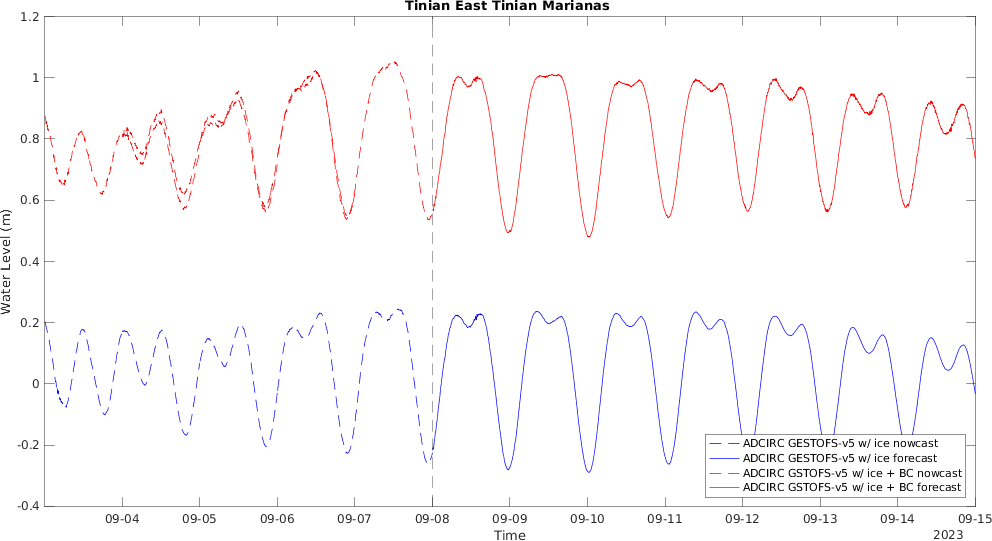 Tinian East Tinian Marianas
1.2
1
0.8
0.6
0.4
0.2
0
-0.2
-0.4
Water Level (m)
ADCIRC GESTOFS-v5 w/ ice nowcast
ADCIRC GESTOFS-v5 w/ ice forecast
ADCIRC GSTOFS-v5 w/ ice + BC nowcast
ADCIRC GSTOFS-v5 w/ ice + BC forecast
09-04 09-05 09-06 09-07 09-08 09-09 09-10 09-11 09-12 09-13 09-14 09-15
Time
2023